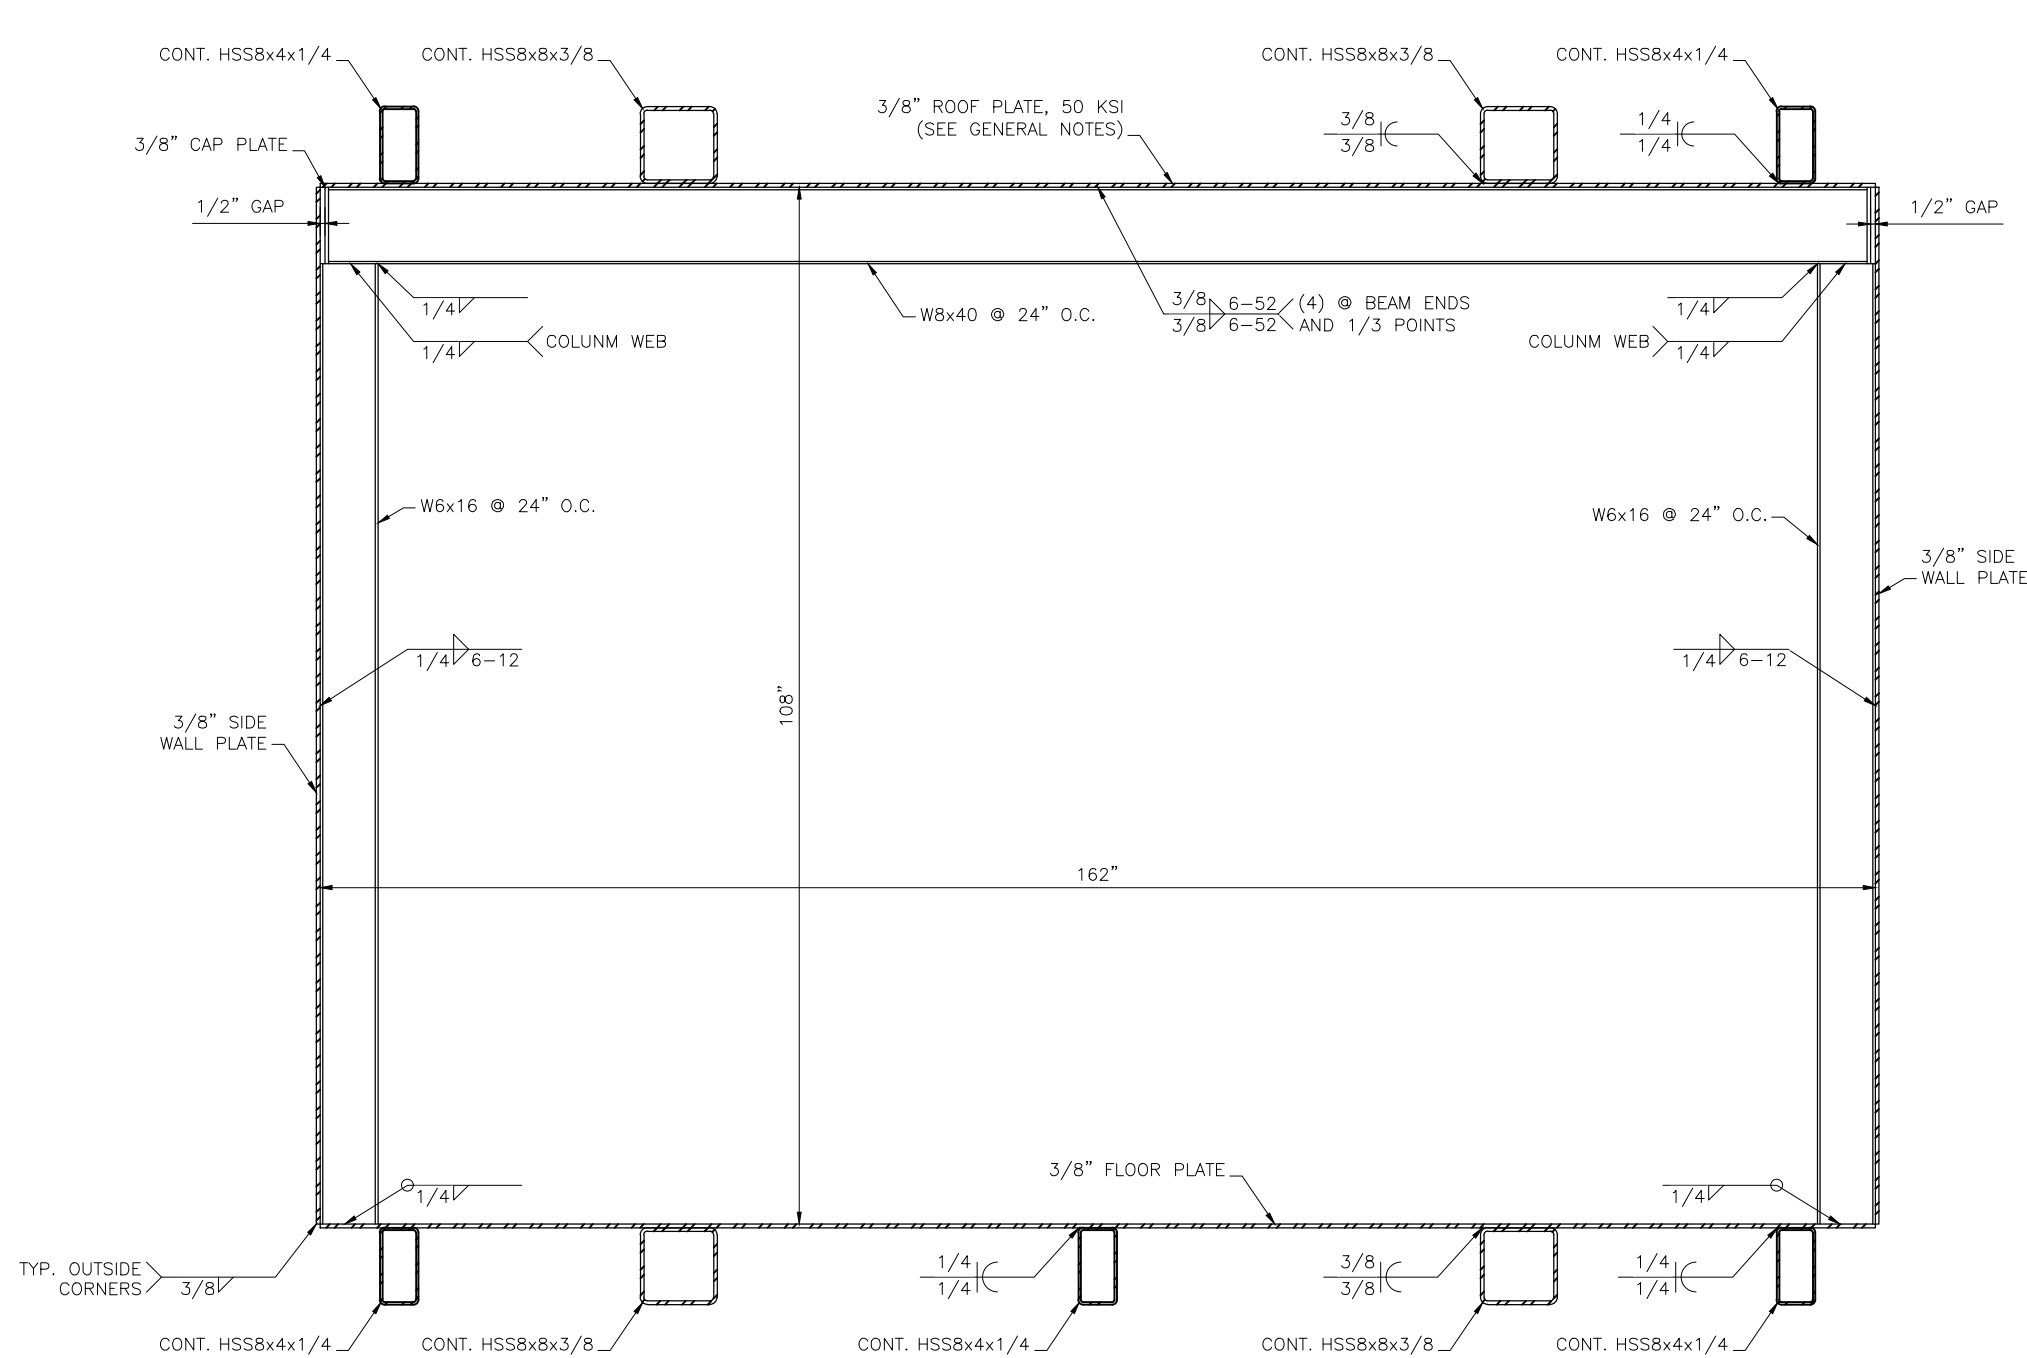 CONT. HSS8x4x1/4
CONT. HSS8x8x3/8
CONT. HSS8x8x3/8
CONT. HSS8x4x1/4
3/8” ROOF PLATE, 50 KSI
(SEE GENERAL NOTES)
3/8
3/8
1/4
1/4
3/8” CAP PLATE
1/2” GAP
1/2” GAP
1/4
1/4
COLUNM WEB
W8x40 @ 24” O.C.
3/8 6–52
3/8 6–52
(4) @ BEAM ENDS
AND 1/3 POINTS
1/4
COLUNM WEB
1/4
W6x16 @ 24” O.C.
W6x16 @ 24” O.C.
3/8” SIDE
WALL PLATE
1/4 6–12
1/4 6–12
108”
3/8” SIDE
WALL PLATE
162”
3/8” FLOOR PLATE
1/4
1/4
TYP. OUTSIDE
CORNERS
3/8
1/4
1/4
3/8
3/8
1/4
1/4
CONT. HSS8x4x1/4
CONT. HSS8x8x3/8
CONT. HSS8x4x1/4
CONT. HSS8x8x3/8
CONT. HSS8x4x1/4